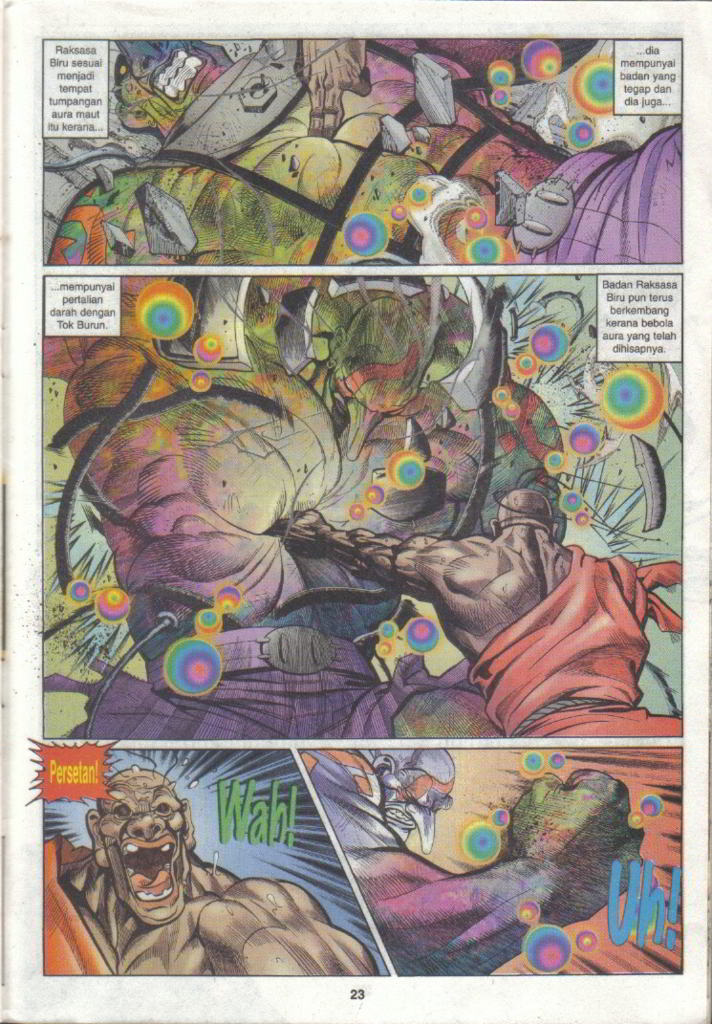 Raksasa
Biru sesuai
menjadi
tempat
tumpangan
aura maut
itu kerana...
...dia
mempunyai
badan yang
tegap dan
dia juga...
...mempunyai
pertalian
darah dengan
Tok Burun.
Badan Raksasa
Biru pun terus
berkembang
kerana bebola
aura yang telah
dihisapnya.
Persetan!
Wah!
Uh!
23